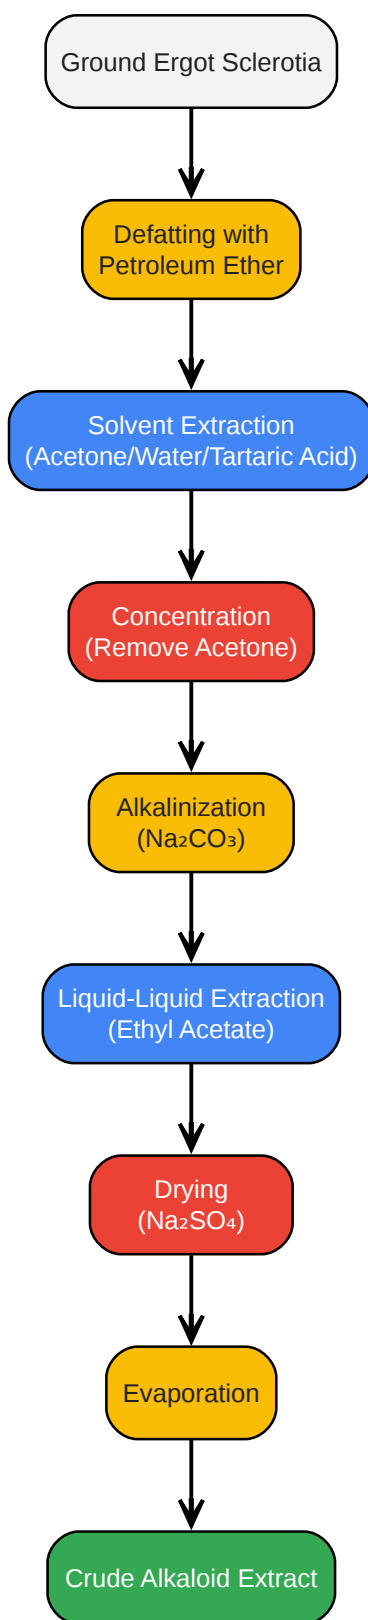 Ground Ergot Sclerotia
Defatting with
Petroleum Ether
Solvent Extraction
(Acetone/Water/Tartaric Acid)
Concentration
(Remove Acetone)
Alkalinization
(Na₂CO₃)
Liquid-Liquid Extraction
(Ethyl Acetate)
Drying
(Na₂SO₄)
Evaporation
Crude Alkaloid Extract